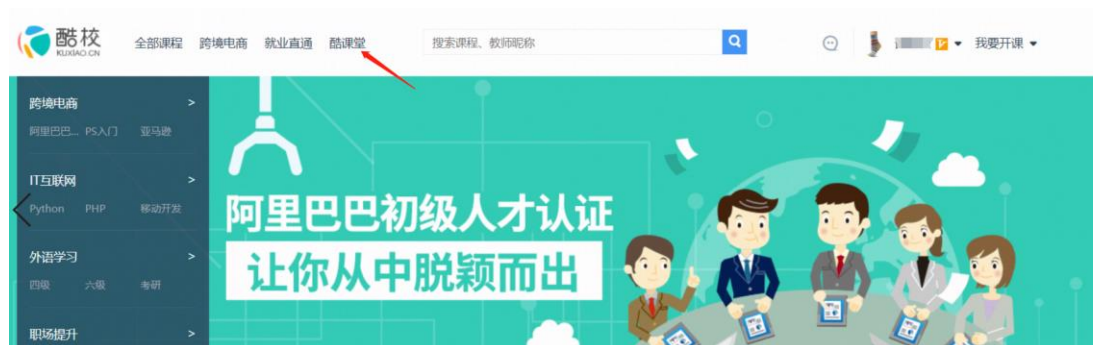 酷校
KUXIAO.CN
全部课程 跨境电商 就业直通 酷课堂
搜索课程、教师昵称
我要开课
跨境电商 >
阿里巴巴... PS入门 亚马逊
IT互联网 >
Python PHP 移动开发
外语学习 >
四级 六级 考研
职场提升 >
阿里巴巴初级人才认证
让你从中脱颖而出